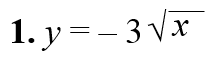 1. y = – 3 √x